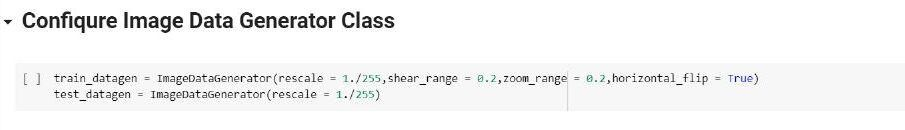 Confiqure Image Data Generator Class
[ ] train_datagen = ImageDataGenerator(rescale = 1./255,shear_range = 0.2,zoom_range = 0.2,horizontal_flip = True)
test_datagen = ImageDataGenerator(rescale = 1./255)